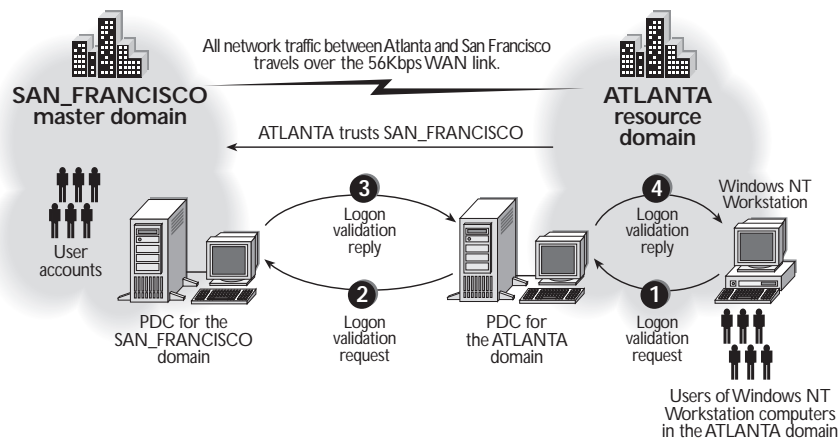 All network traffic between Atlanta and San Francisco
travels over the 56Kbps WAN link.
SAN_FRANCISCO
master domain
ATLANTA
resource
domain
ATLANTA trusts SAN_FRANCISCO
User
accounts
3
Logon
validation
reply
4
Logon
validation
reply
Windows NT
Workstation
2
Logon
validation
request
1
Logon
validation
request
PDC for the
SAN_FRANCISCO
domain
PDC for
the ATLANTA
domain
Users of Windows NT
Workstation computers
in the ATLANTA domain